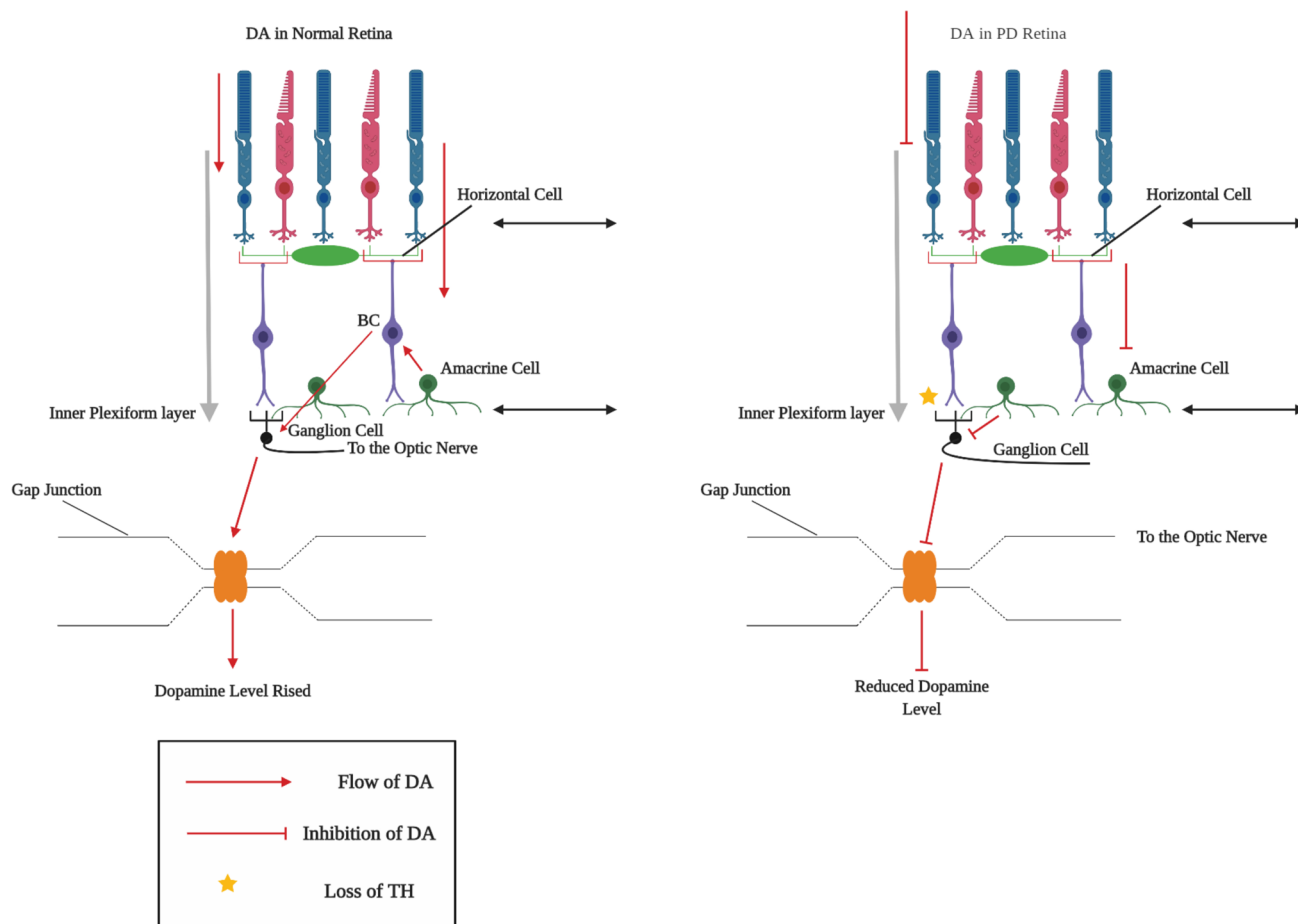 DA in Normal Retina
Horizontal Cell
BC
Amacrine Cell
Inner Plexiform layer
Ganglion Cell
To the Optic Nerve
Gap Junction
Dopamine Level Rised
DA in PD Retina
Horizontal Cell
Amacrine Cell
Inner Plexiform layer
Ganglion Cell
Gap Junction
To the Optic Nerve
Reduced Dopamine
Level
Flow of DA
Inhibition of DA
Loss of TH